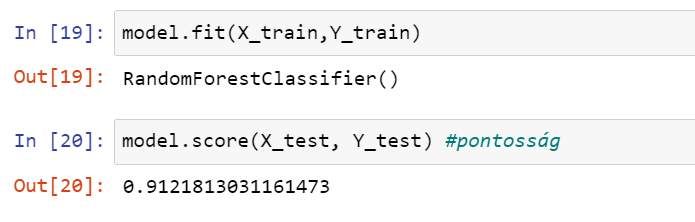 In [19]: model.fit(X_train,Y_train)
Out[19]: RandomForestClassifier()
In [20]: model.score(X_test, Y_test) #pontosság
Out[20]: 0.9121813031161473